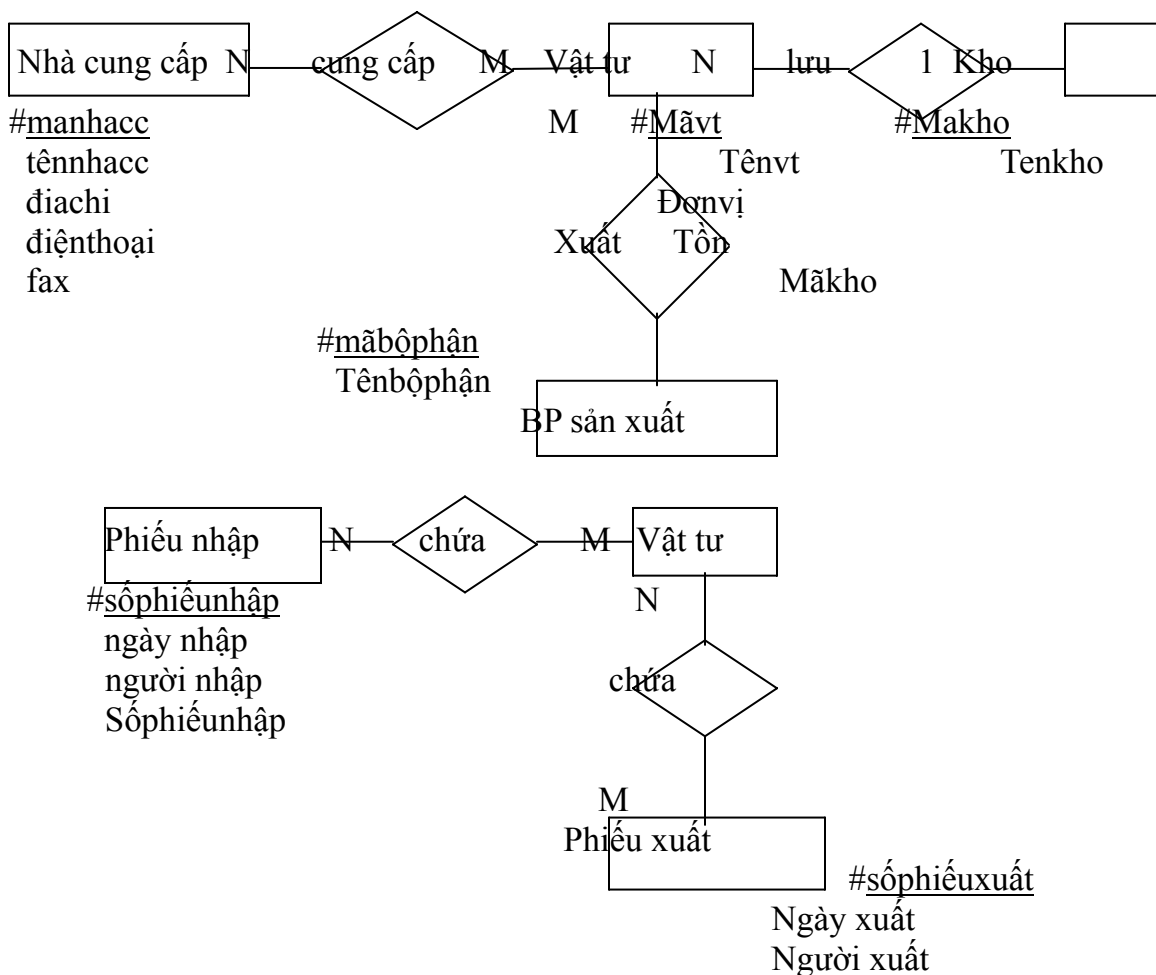 Nhà cung cấp N cung cấp M Vật tư N lưu 1 Kho
#manhacc M #Mãvt #Makho
tênnhacc Tênvt Tenkho
điachi Đơnvị
điệnthoại Xuất Tồn
fax Mãkho
#mãbộphận
Tênbộphận
BP sản xuất
Phiếu nhập N chứa M Vật tư
#sốphiếunhập N
ngày nhập
người nhập chứa
Sốphiếunhập
M
Phiếu xuất
#sốphiếuxuất
Ngày xuất
Người xuất